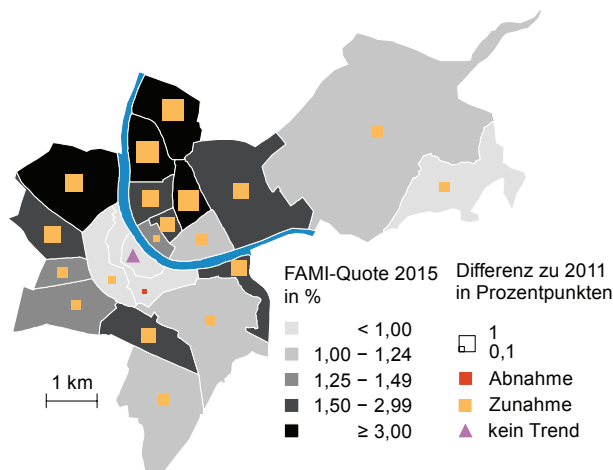 1 km
FAMI-Quote 2015
in %
< 1,00
1,00 – 1,24
1,25 – 1,49
1,50 – 2,99
≥ 3,00
Differenz zu 2011
in Prozentpunkten
1
0,1
Abnahme
Zunahme
kein Trend